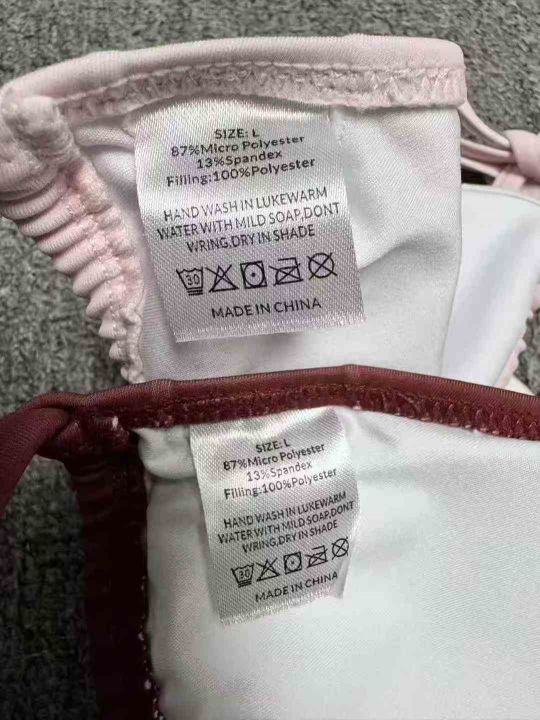 SIZE: L
87%Micro Polyester
13%Spandex
Filling:100%Polyester
HAND WASH IN LUKEWARM
WATER WITH MILD SOAP,DONT
WRING,DRY IN SHADE
30
MADE IN CHINA
SIZE: L
87%Micro Polyester
13%Spandex
Filling:100%Polyester
HAND WASH IN LUKEWARM
WATER WITH MILD SOAP,DONT
WRING,DRY IN SHADE
30
MADE IN CHINA